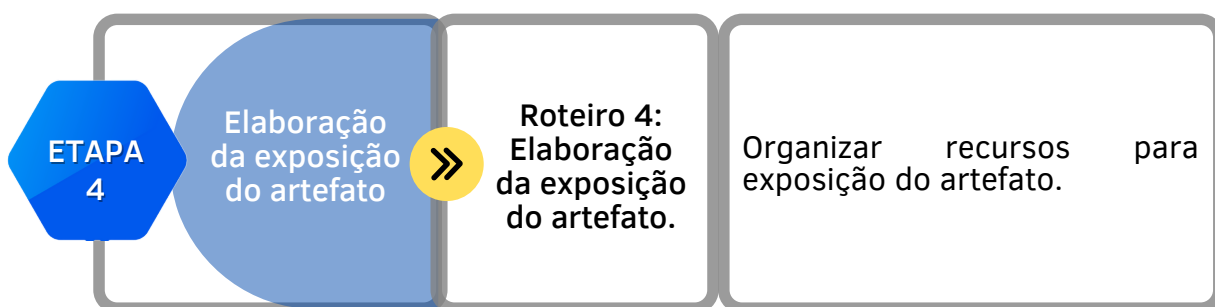 ETAPA
4
Elaboração
da exposição
do artefato
Roteiro 4:
Elaboração
da exposição
do artefato.
Organizar recursos para
exposição do artefato.